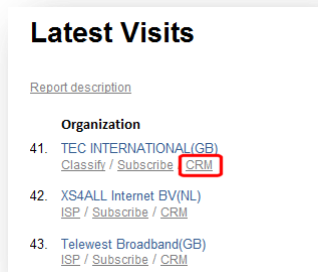 Latest Visits
Report description
Organization
41. TEC INTERNATIONAL(GB)
Classify / Subscribe / CRM
42. XS4ALL Internet BV(NL)
ISP / Subscribe / CRM
43. Telewest Broadband(GB)
ISP / Subscribe / CRM